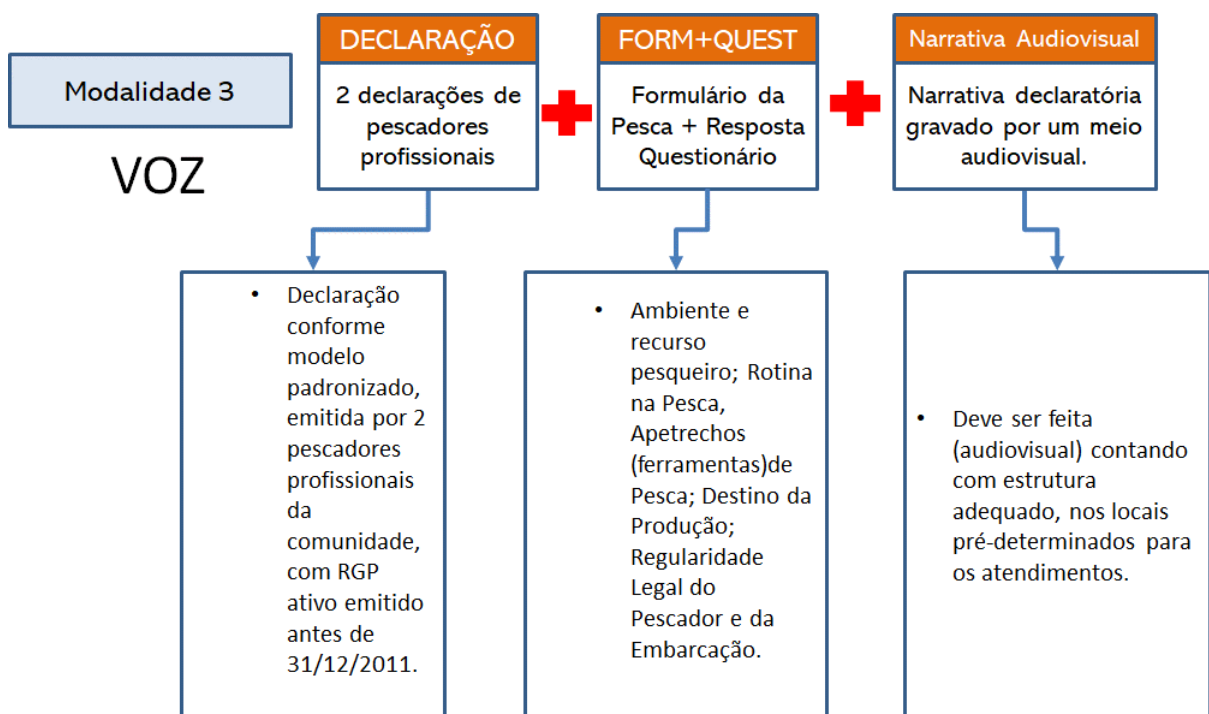 Modalidade 3
VOZ
DECLARAÇÃO
2 declarações de
pescadores
profissionais
FORM+QUEST
Formulário da
Pesca + Resposta
Questionário
Narrativa Audiovisual
Narrativa declaratória
gravado por um meio
audiovisual.
• Declaração
conforme
modelo
padronizado,
emitida por 2
pescadores
profissionais
da
comunidade,
com RGP
ativo emitido
antes de
31/12/2011.
• Ambiente e
recurso
pesqueiro; Rotina
na Pesca,
Apetrechos
(ferramentas)de
Pesca; Destino da
Produção;
Regularidade
Legal do
Pescador e da
Embarcação.
• Deve ser feita
(audiovisual) contando
com estrutura
adequado, nos locais
pré-determinados para
os atendimentos.